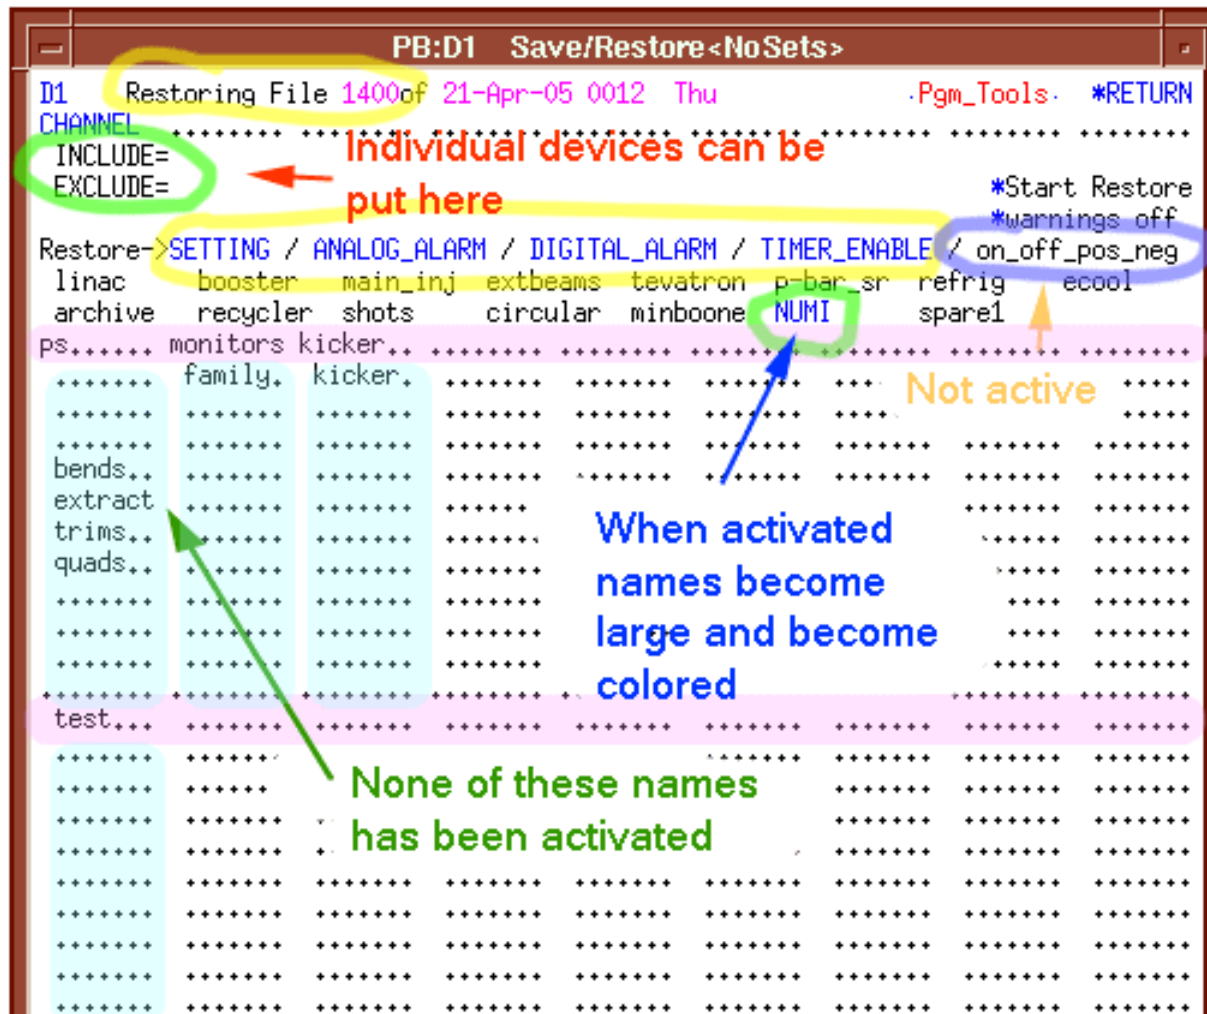 PB:D1 Save/Restore<NoSets>
D1 Restoring File 1400of 21-Apr-05 0012 Thu .Pgm_Tools. *RETURN
CHANNEL ....... ....... ....... ....... ....... ....... ....... .......
INCLUDE=
Individual devices can be
EXCLUDE=
put here
*Start Restore
*warnings off
Restore->SETTING / ANALOG_ALARM / DIGITAL_ALARM / TIMER_ENABLE / on_off_pos_neg
linac booster main_inj extbeams tevatron p-bar_sr refrig ecool
archive recycler shots circular minboone NUMI spare1
ps...... monitors kicker.. ........ ........ ........ ........ ........ ........
....... family. kicker. ....... ....... ....... .... .....
Not active
bends..
extract
trims..
quads..
When activated
names become
large and become
colored
test...
None of these names
has been activated